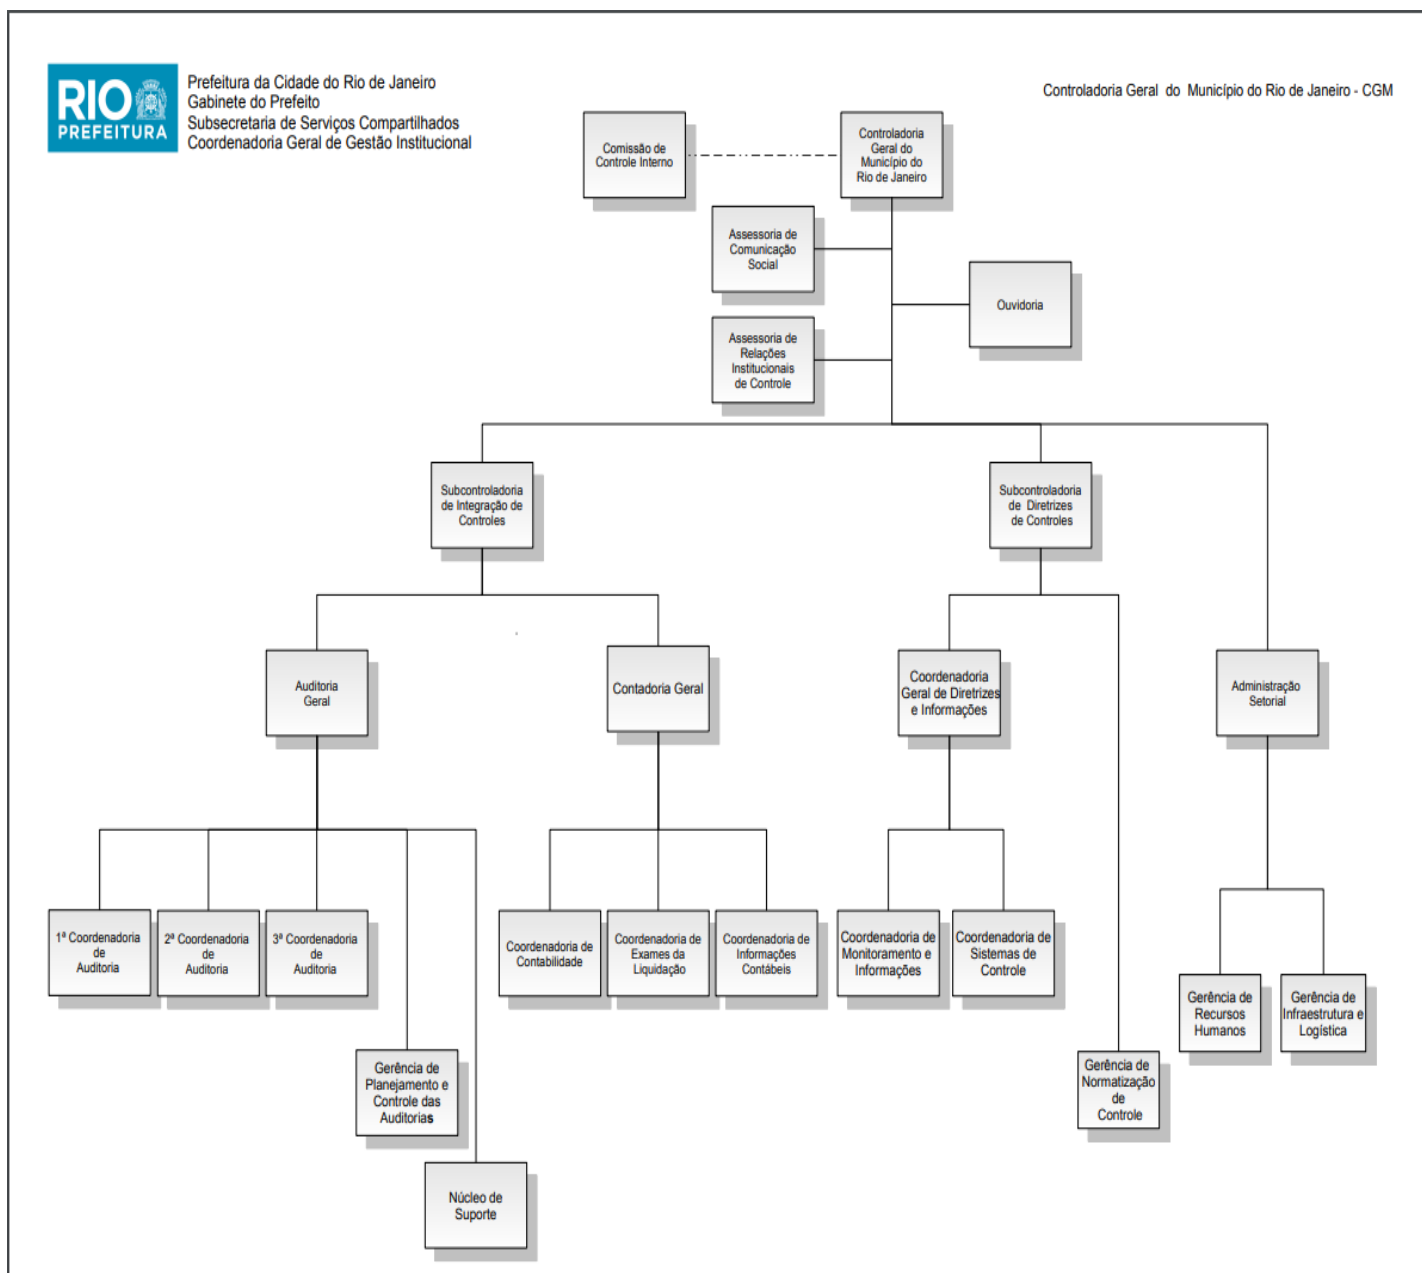 RIO
PREFEITURA
Prefeitura da Cidade do Rio de Janeiro
Gabinete do Prefeito
Subsecretaria de Serviços Compartilhados
Coordenadoria Geral de Gestão Institucional
Controladoria Geral do Município do Rio de Janeiro - CGM
Comissão de
Controle Interno
Controladoria
Geral do
Município do
Rio de Janeiro
Assessoria de
Comunicação
Social
Ouvidoria
Assessoria de
Relações
Institucionais
de Controle
Subcontroladoria
de Integração de
Controles
Subcontroladoria
de Diretrizes
de Controles
Auditoria
Geral
Contadoria Geral
Coordenadoria
Geral de Diretrizes
e Informações
Administração
Setorial
1ª Coordenadoria
de
Auditoria
2ª Coordenadoria
de
Auditoria
3ª Coordenadoria
de
Auditoria
Coordenadoria de
Contabilidade
Coordenadoria de
Exames da
Liquidação
Coordenadoria de
Informações
Contábeis
Coordenadoria de
Monitoramento e
Informações
Coordenadoria de
Sistemas de
Controle
Gerência de
Recursos
Humanos
Gerência de
Infraestrutura e
Logística
Gerência de
Planejamento e
Controle das
Auditorias
Gerência de
Normatização
de
Controle
Núcleo de
Suporte